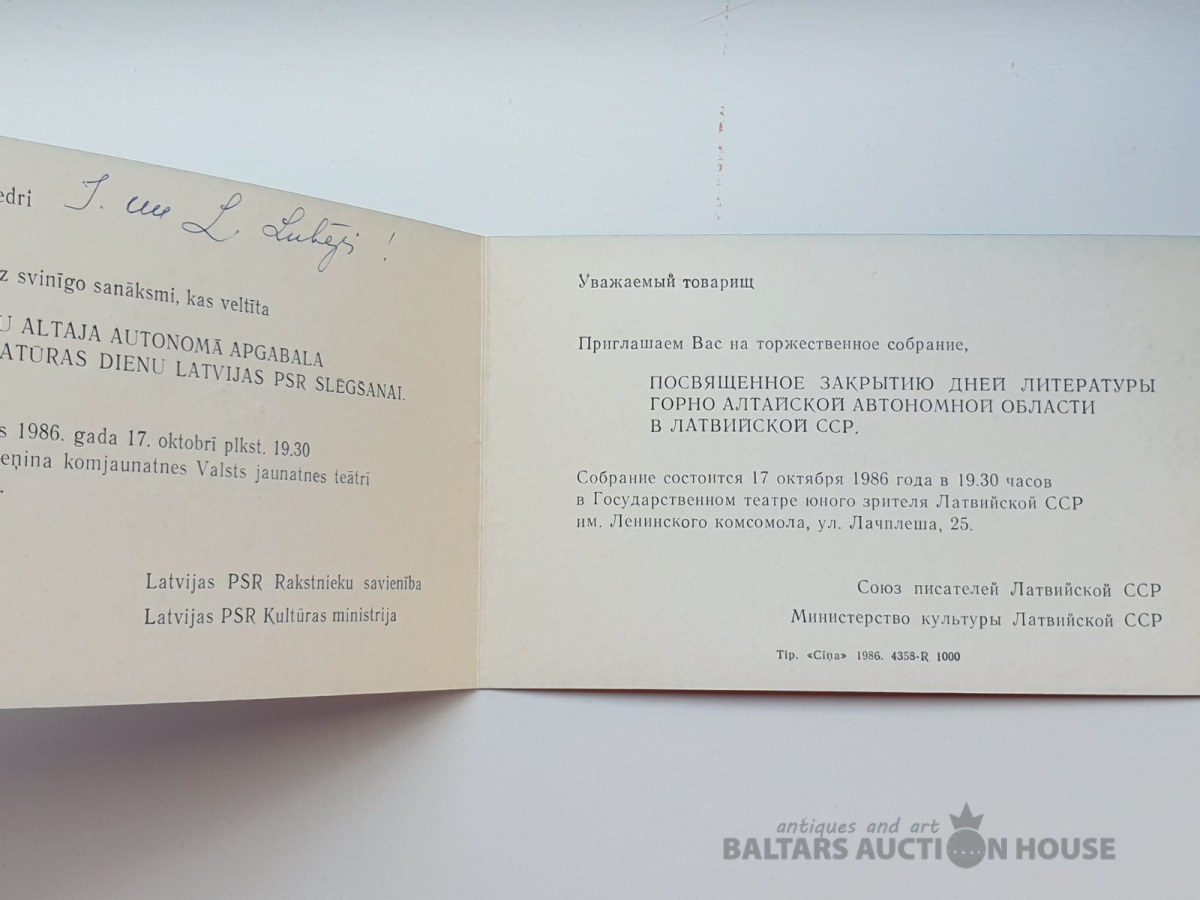 edri I. un L. Lubēji!
z svinīgo sanāksmi, kas veltīta
U ALTAJA AUTONOMĀ APGABALA
ATŪRAS DIENU LATVIJAS PSR SLĒGŠANAI.
s 1986. gada 17. oktobrī plkst. 19.30
eņina komjaunatnes Valsts jaunatnes teātrī
Latvijas PSR Rakstnieku savienība
Latvijas PSR Kultūras ministrija
Уважаемый товарищ
Приглашаем Вас на торжественное собрание,
ПОСВЯЩЕННОЕ ЗАКРЫТИЮ ДНЕЙ ЛИТЕРАТУРЫ
ГОРНО АЛТАЙСКОЙ АВТОНОМНОЙ ОБЛАСТИ
В ЛАТВИЙСКОЙ ССР.
Собрание состоится 17 октября 1986 года в 19.30 часов
в Государственном театре юного зрителя Латвийской ССР
им. Ленинского комсомола, ул. Лачплеша, 25.
Союз писателей Латвийской ССР
Министерство культуры Латвийской ССР
Tip. «Cīņa» 1986. 4358-R 1000
antiques and art
BALTARS AUCTION HOUSE